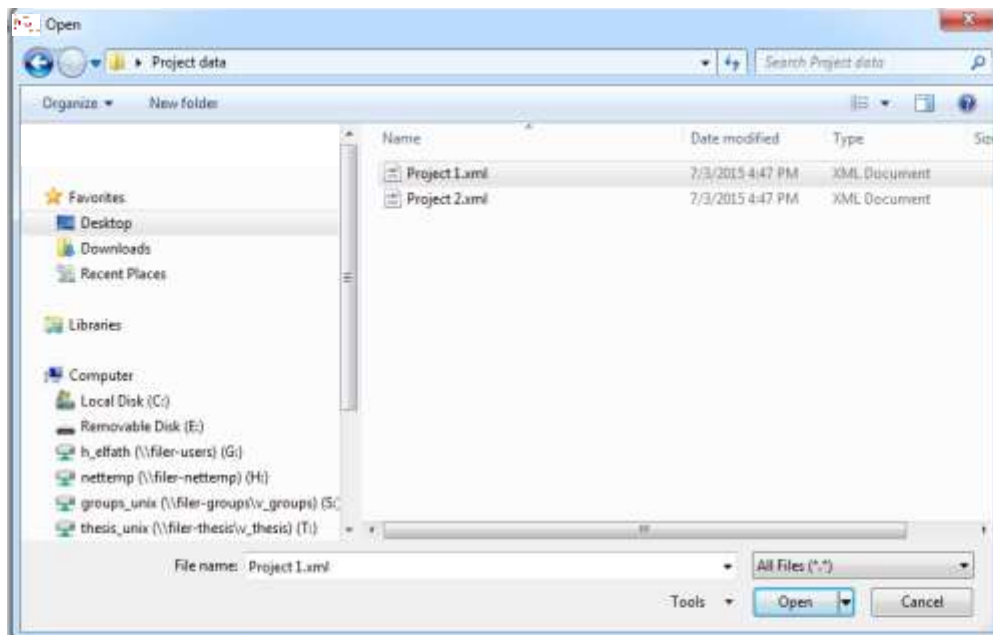 Open
Project data
Search Project data
Organize
New folder
Name
Date modified
Type
Project 1.xml
7/3/2015 4:47 PM
XML Document
Project 2.xml
7/3/2015 4:47 PM
XML Document
Favorites
Desktop
Downloads
Recent Places
Libraries
Computer
Local Disk (C:)
Removable Disk (E:)
h_elfath (\\filer-users) (G:)
nettemp (\\filer-nettemp) (H:)
groups_unix (\\filer-groups\v_groups) (S:
thesis_unix (\\filer-thesis\v_thesis) (T:)
File name: Project 1.xml
All Files (*.*)
Tools
Open
Cancel